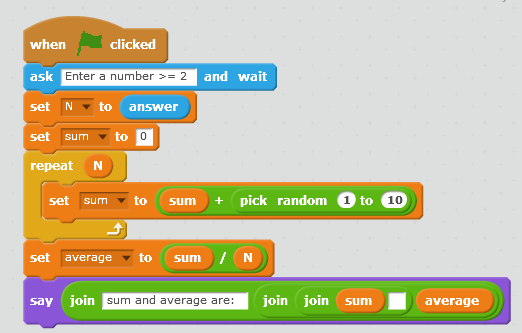 when clicked
ask Enter a number >= 2 and wait
set N to answer
set sum to 0
repeat N
set sum to sum + pick random 1 to 10
set average to sum / N
say join sum and average are: join join sum average